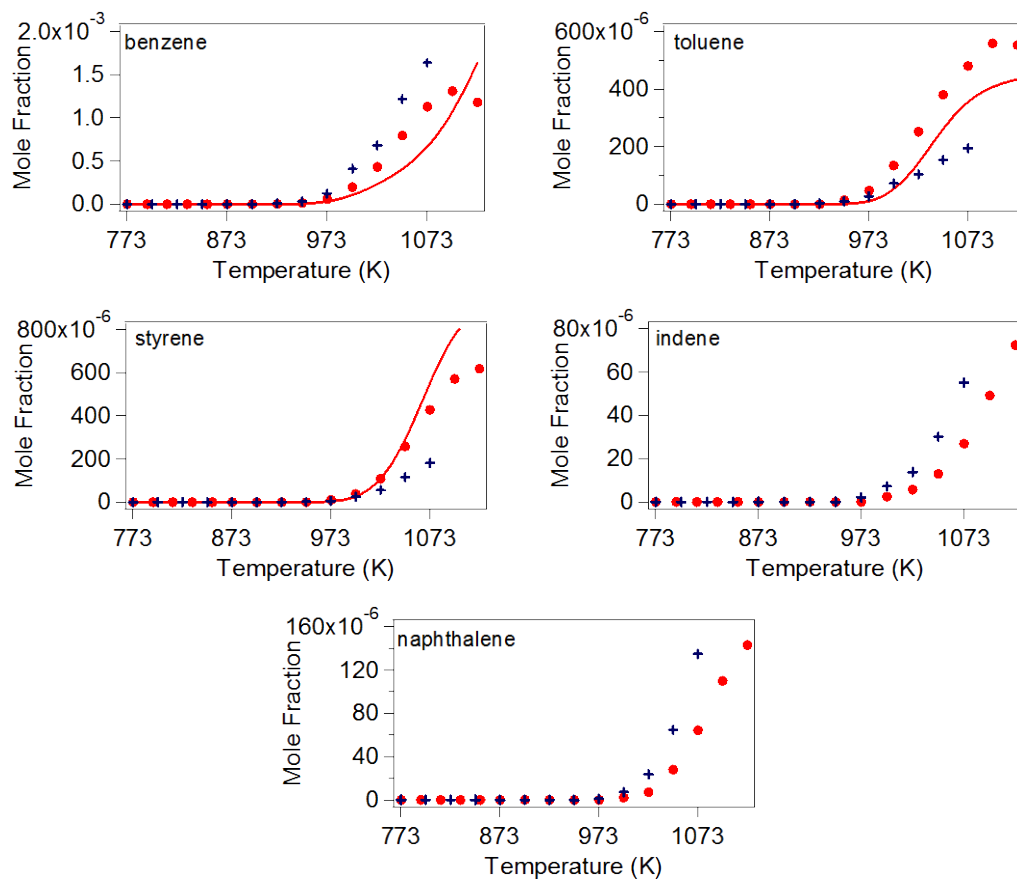 2.0x10-3
benzene
1.5
1.0
0.5
0.0
Mole Fraction
773
873
973
1073
Temperature (K)
600x10-6
toluene
400
200
0
Mole Fraction
773
873
973
1073
Temperature (K)
800x10-6
styrene
600
400
200
0
Mole Fraction
773
873
973
1073
Temperature (K)
80x10-6
indene
60
40
20
0
Mole Fraction
773
873
973
1073
Temperature (K)
160x10-6
naphthalene
120
80
40
0
Mole Fraction
773
873
973
1073
Temperature (K)